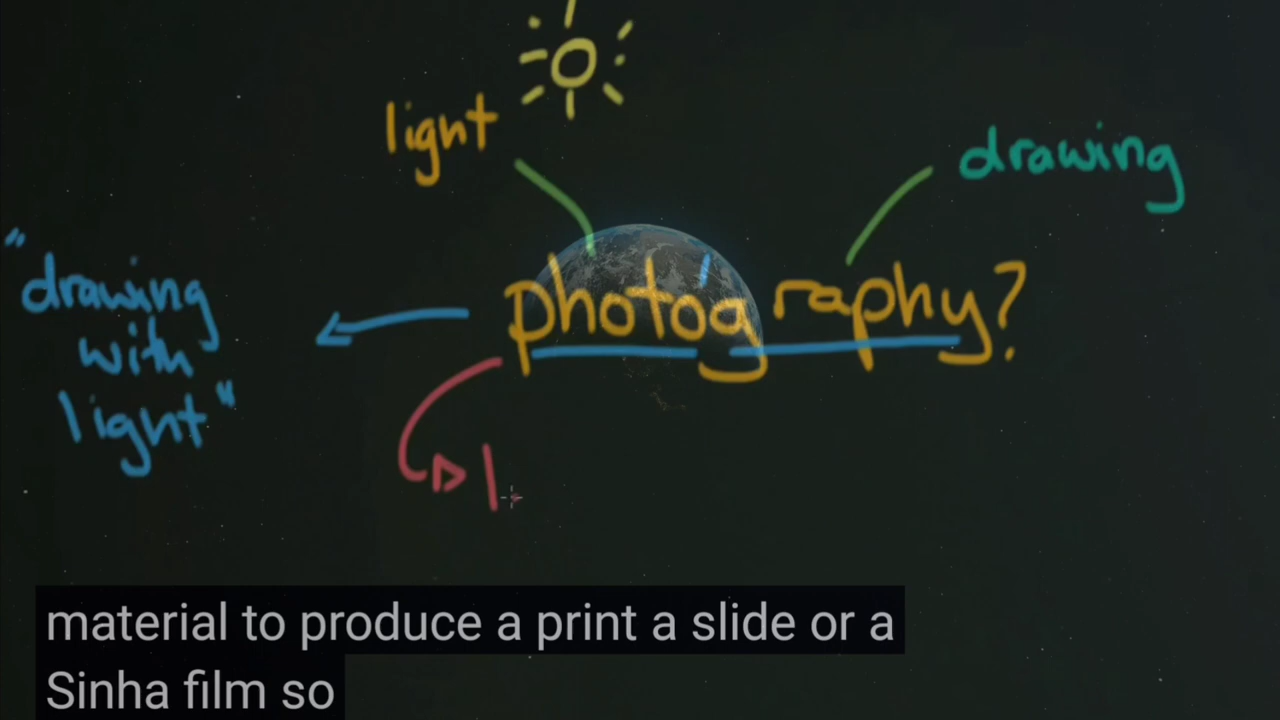 light
drawing
"drawing
with
light"
photography?
material to produce a print a slide or a
Sinha film so